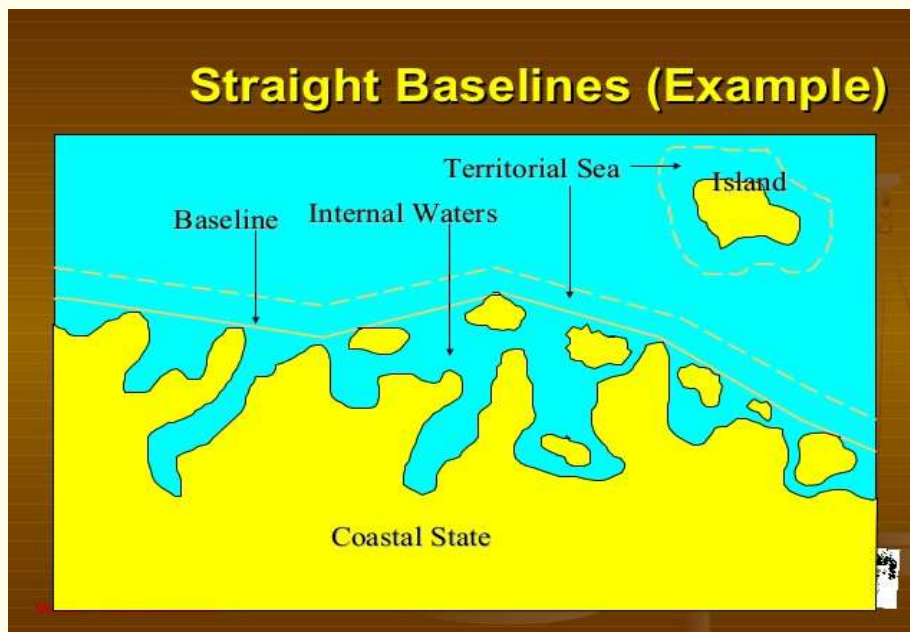 Straight Baselines (Example)
Territorial Sea
Island
Baseline
Internal Waters
Coastal State